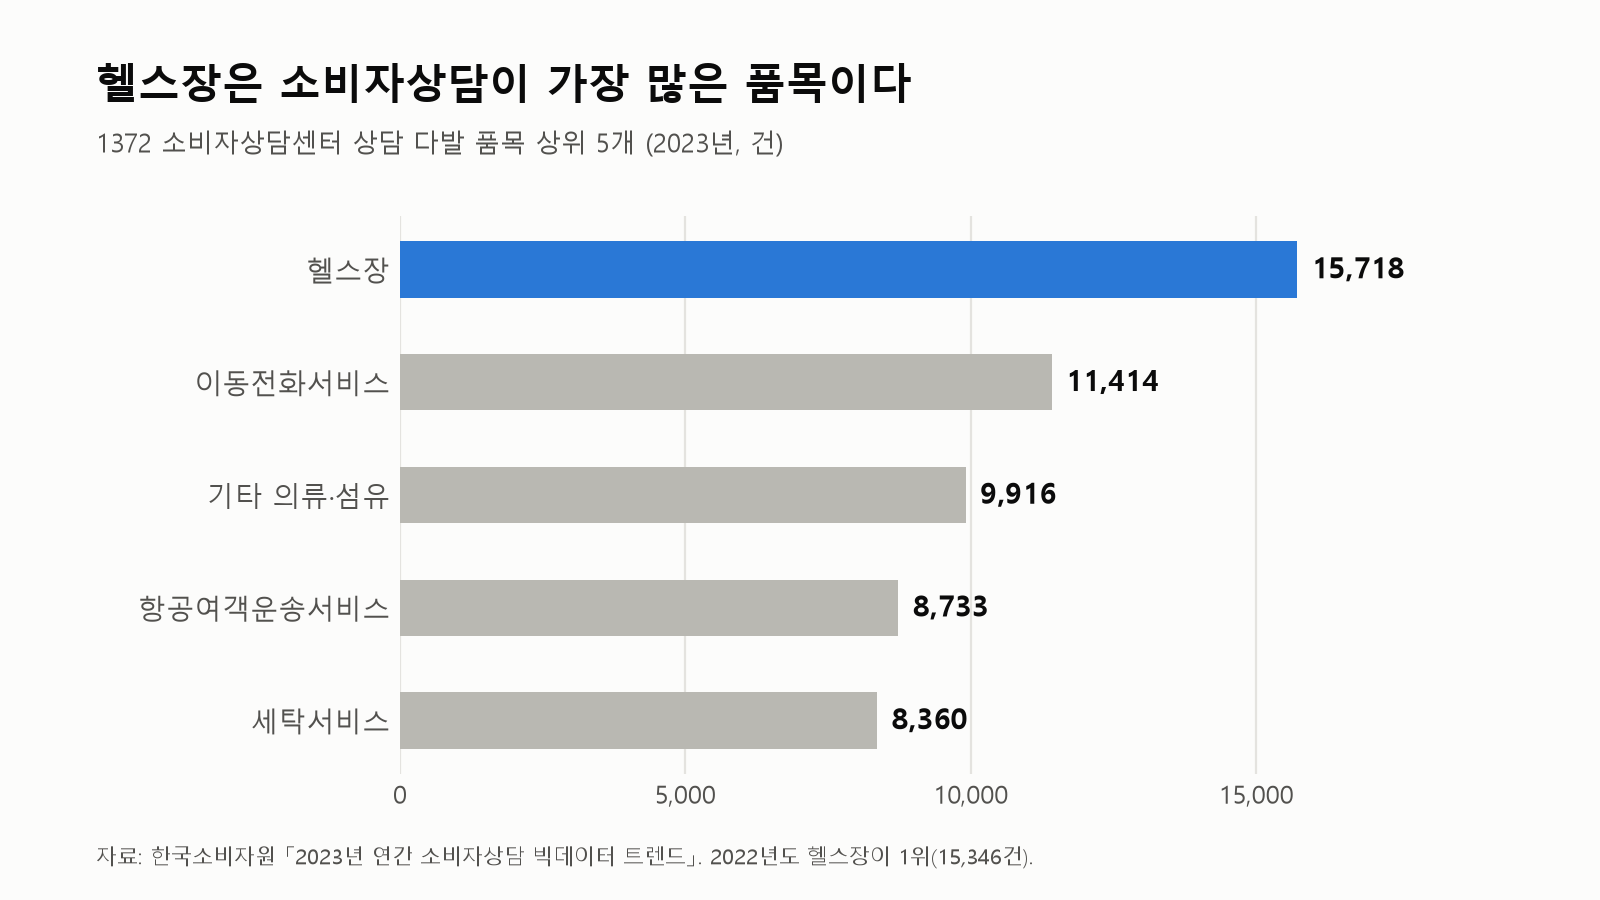 헬스장은 소비자상담이 가장 많은 품목이다
1372 소비자상담센터 상담 다발 품목 상위 5개 (2023년, 건)
헬스장 15,718
이동전화서비스 11,414
기타 의류·섬유 9,916
항공여객운송서비스 8,733
세탁서비스 8,360
0 5,000 10,000 15,000
자료: 한국소비자원 「2023년 연간 소비자상담 빅데이터 트렌드」. 2022년도 헬스장이 1위(15,346건).